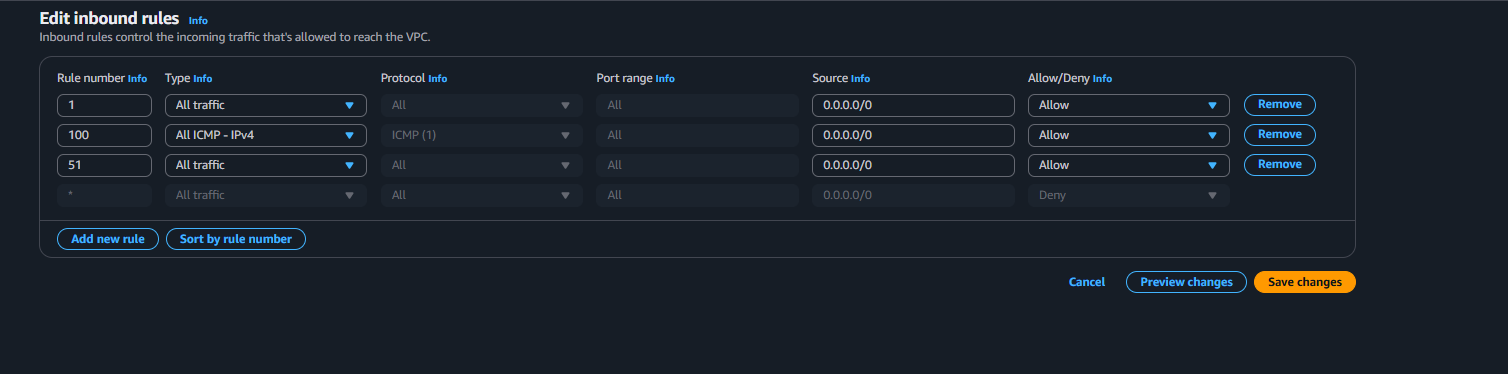 Edit inbound rules Info
Inbound rules control the incoming traffic that's allowed to reach the VPC.
Rule number Info Type Info Protocol Info Port range Info Source Info Allow/Deny Info
1 All traffic All All 0.0.0.0/0 Allow Remove
100 All ICMP - IPv4 ICMP (1) All 0.0.0.0/0 Allow Remove
51 All traffic All All 0.0.0.0/0 Allow Remove
* All traffic All All 0.0.0.0/0 Deny
Add new rule Sort by rule number
Cancel Preview changes Save changes